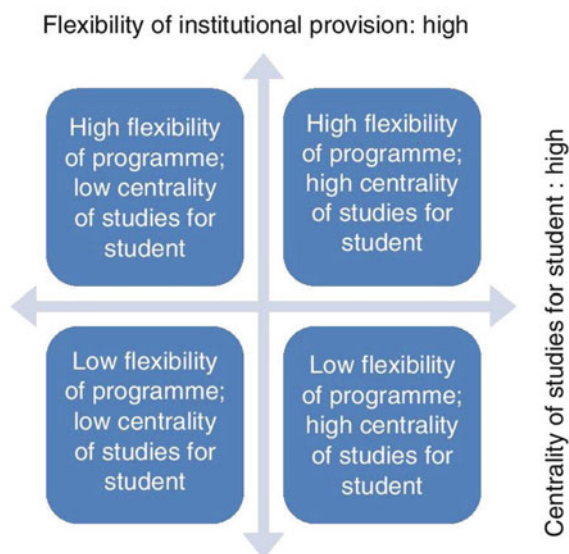 Flexibility of institutional provision: high
High flexibility
of programme;
low centrality
of studies for
student
High flexibility
of programme;
high centrality
of studies for
student
Centrality of studies for student : high
Low flexibility
of programme;
low centrality
of studies for
student
Low flexibility
of programme;
high centrality
of studies for
student